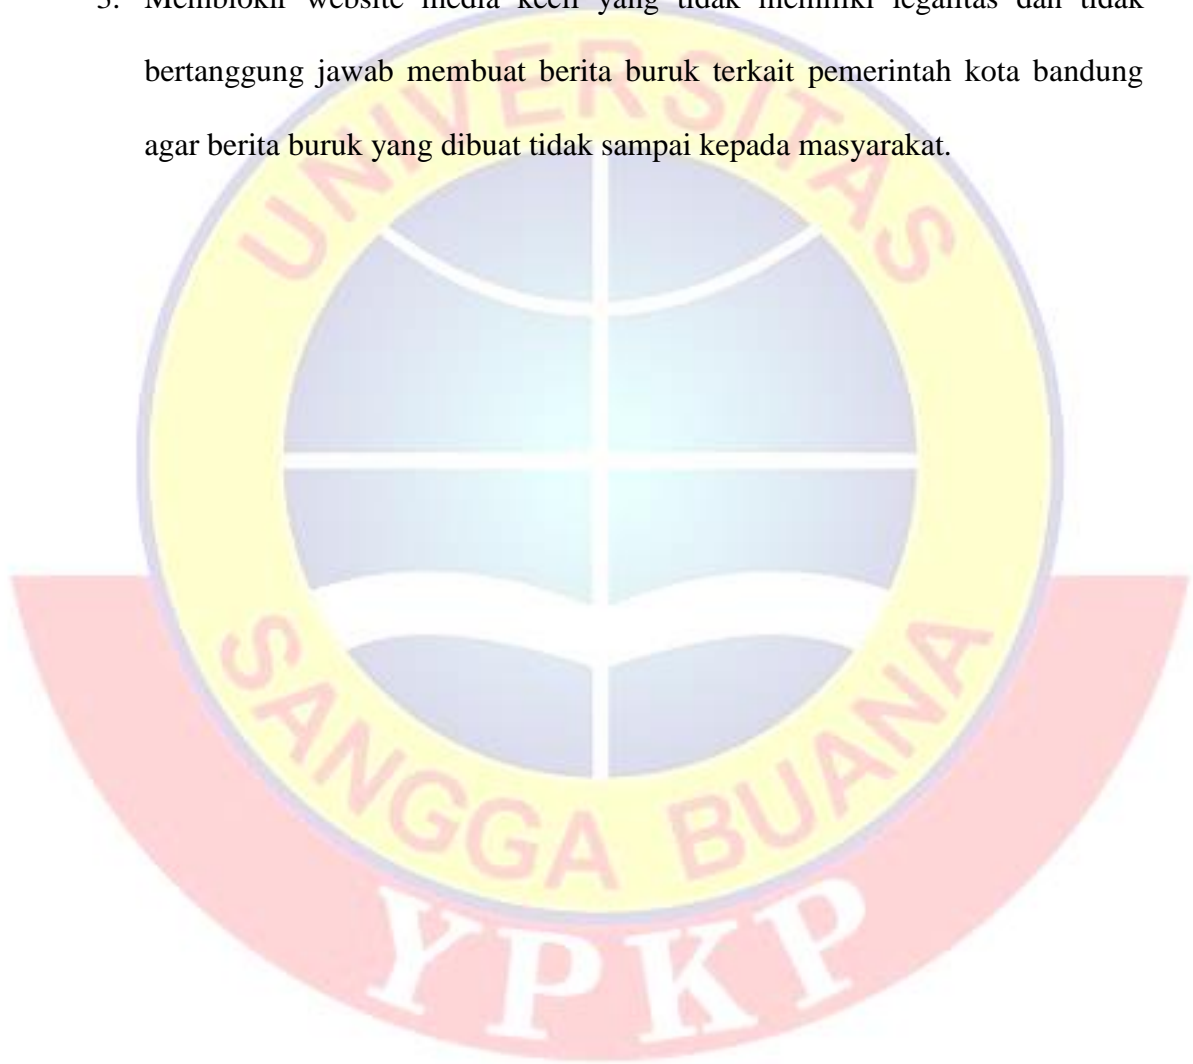 3. Memblokir website media kecil yang tidak memiliki legalitas dan tidak
bertanggung jawab membuat berita buruk terkait pemerintah kota bandung
agar berita buruk yang dibuat tidak sampai kepada masyarakat.
UNIVERSITAS
SANGGA BUANA
YPKP